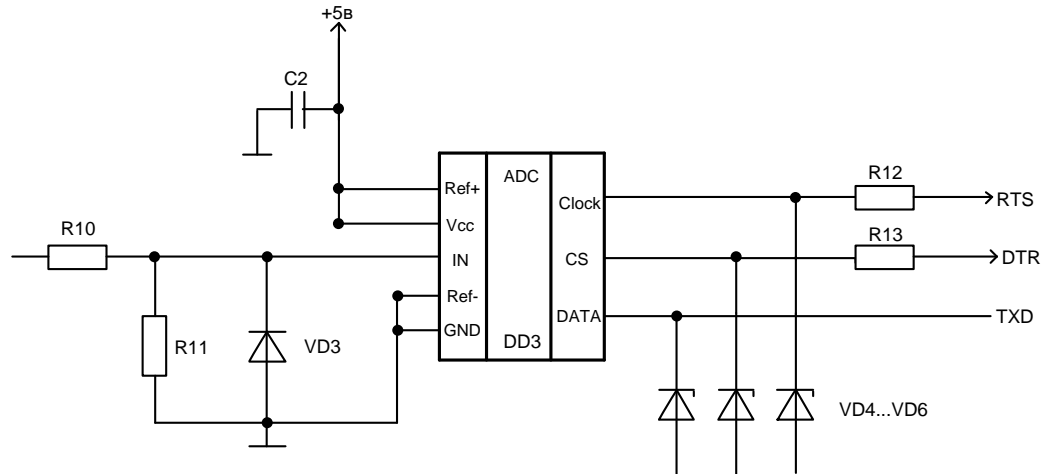 +5в
C2
Ref+
ADC
Clock
R12
RTS
Vcc
R10
IN
CS
R13
DTR
Ref-
DATA
TXD
GND
DD3
R11
VD3
VD4...VD6